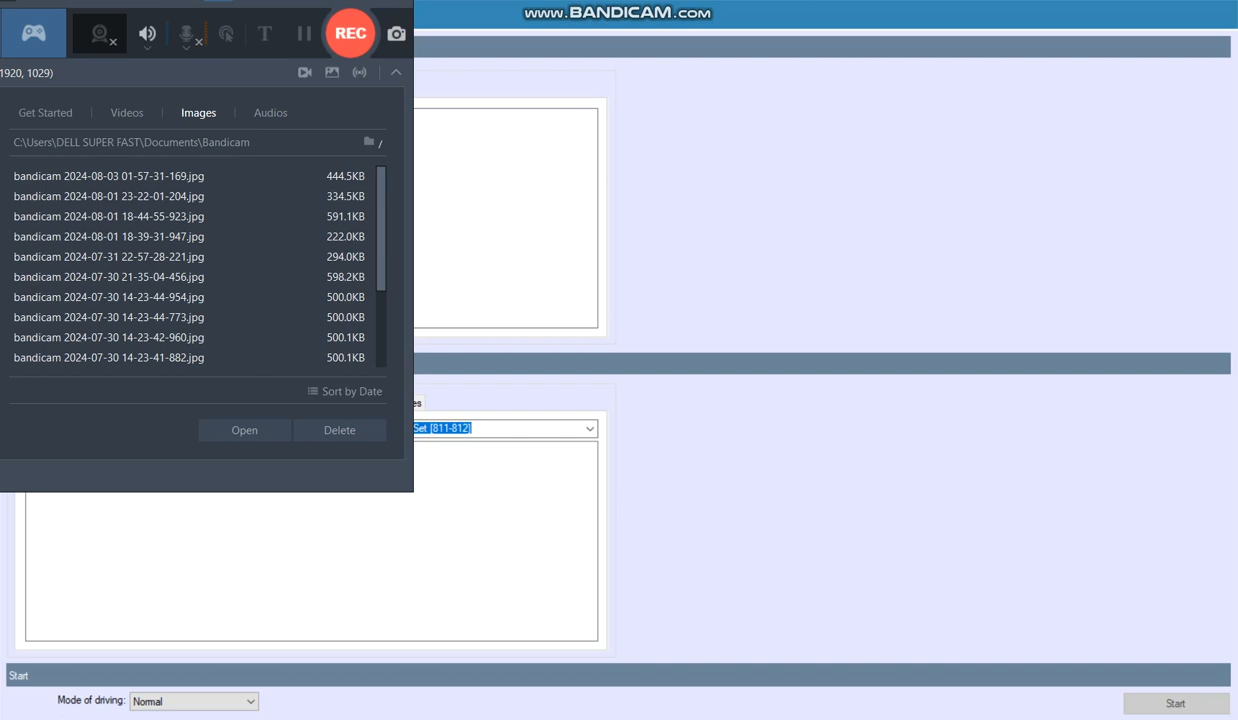 www.BANDICAM.com
T
REC
1920, 1029)
Get Started
Videos
Images
Audios
C:\Users\DELL SUPER FAST\Documents\Bandicam
/
bandicam 2024-08-03 01-57-31-169.jpg 444.5KB
bandicam 2024-08-01 23-22-01-204.jpg 334.5KB
bandicam 2024-08-01 18-44-55-923.jpg 591.1KB
bandicam 2024-08-01 18-39-31-947.jpg 222.0KB
bandicam 2024-07-31 22-57-28-221.jpg 294.0KB
bandicam 2024-07-30 21-35-04-456.jpg 598.2KB
bandicam 2024-07-30 14-23-44-954.jpg 500.0KB
bandicam 2024-07-30 14-23-44-773.jpg 500.0KB
bandicam 2024-07-30 14-23-42-960.jpg 500.1KB
bandicam 2024-07-30 14-23-41-882.jpg 500.1KB
Sort by Date
es
Open
Delete
Set [811-812]
Start
Mode of driving: Normal
Start